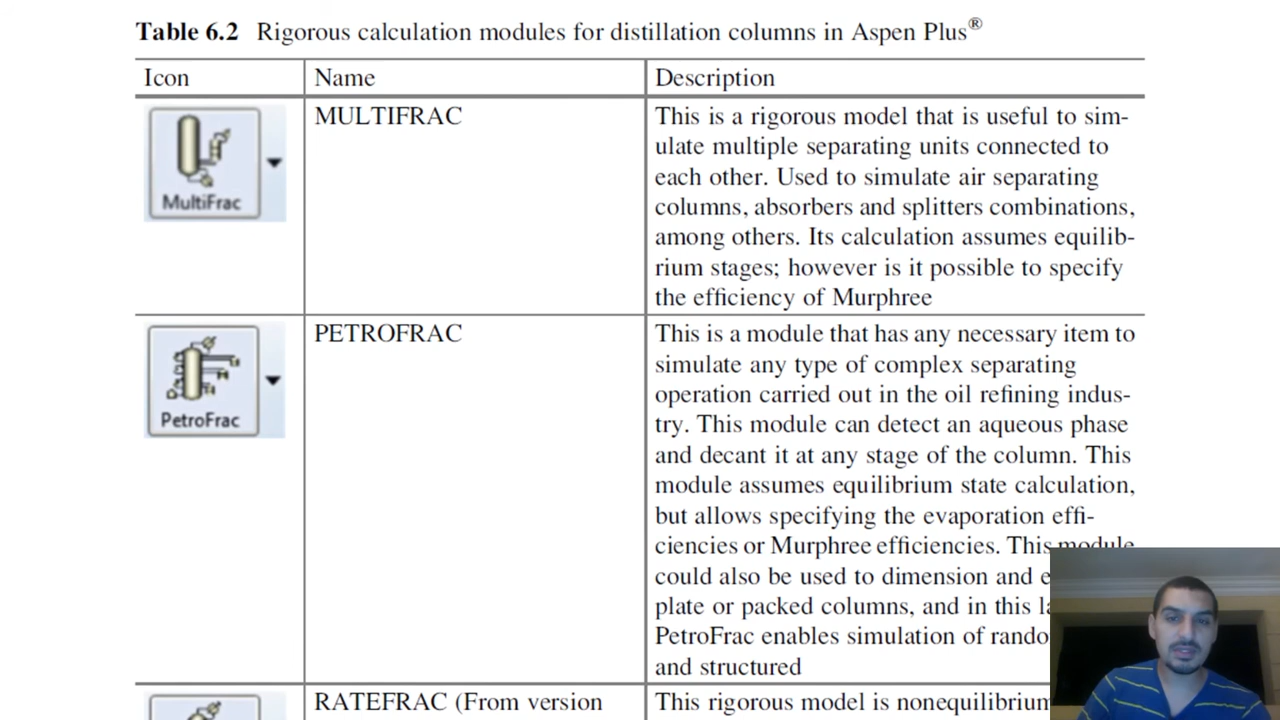 Table 6.2 Rigorous calculation modules for distillation columns in Aspen Plus®
Icon Name Description
MultiFrac
MULTIFRAC
This is a rigorous model that is useful to sim-
ulate multiple separating units connected to
each other. Used to simulate air separating
columns, absorbers and splitters combinations,
among others. Its calculation assumes equilib-
rium stages; however is it possible to specify
the efficiency of Murphree
PetroFrac
PETROFRAC
This is a module that has any necessary item to
simulate any type of complex separating
operation carried out in the oil refining indus-
try. This module can detect an aqueous phase
and decant it at any stage of the column. This
module assumes equilibrium state calculation,
but allows specifying the evaporation effi-
ciencies or Murphree efficiencies. This module
could also be used to dimension and
plate or packed columns, and in this
PetroFrac enables simulation of
and structured
RATEFRAC (From version
This rigorous model is nonequilibrium